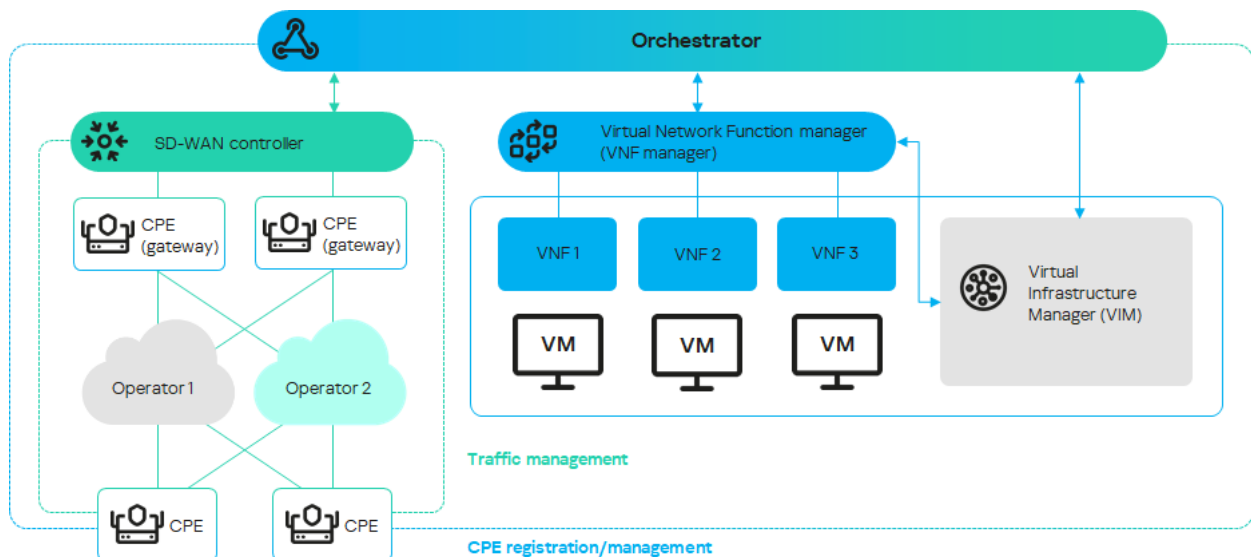 Orchestrator
SD-WAN controller
Virtual Network Function manager
(VNF manager)
CPE
(gateway)
CPE
(gateway)
VNF 1
VNF 2
VNF 3
Virtual
Infrastructure
Manager (VIM)
VM
VM
VM
Operator 1
Operator 2
Traffic management
CPE
CPE
CPE registration/management